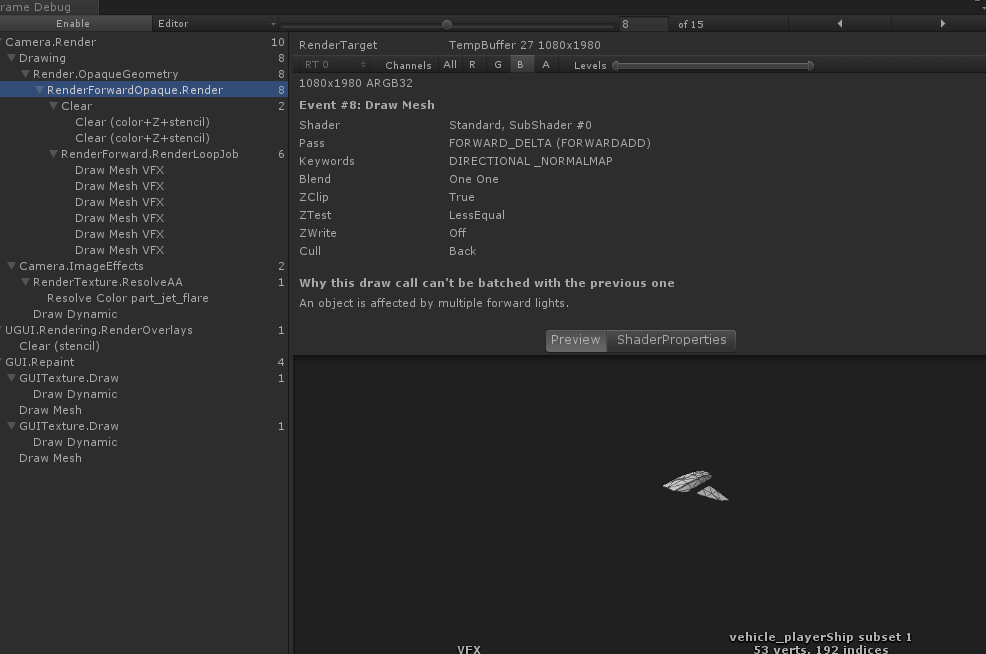 rame Debug
Enable Editor 8 of 15
Camera.Render 10
Drawing 8
Render.OpaqueGeometry 8
RenderForwardOpaque.Render 8
Clear 2
Clear (color+Z+stencil)
Clear (color+Z+stencil)
RenderForward.RenderLoopJob 6
Draw Mesh VFX
Draw Mesh VFX
Draw Mesh VFX
Draw Mesh VFX
Draw Mesh VFX
Draw Mesh VFX
Camera.ImageEffects 2
RenderTexture.ResolveAA 1
Resolve Color part_jet_flare
Draw Dynamic
UGUI.Rendering.RenderOverlays 1
Clear (stencil)
GUI.Repaint 4
GUITexture.Draw 1
Draw Dynamic
Draw Mesh
GUITexture.Draw 1
Draw Dynamic
Draw Mesh
RenderTarget TempBuffer 27 1080x1980
RT 0 Channels All R G B A Levels
1080x1980 ARGB32
Event #8: Draw Mesh
Shader Standard, SubShader #0
Pass FORWARD_DELTA (FORWARDADD)
Keywords DIRECTIONAL _NORMALMAP
Blend One One
ZClip True
ZTest LessEqual
ZWrite Off
Cull Back
Why this draw call can't be batched with the previous one
An object is affected by multiple forward lights.
Preview ShaderProperties
vehicle_playerShip subset 1
VFX 53 verts, 192 indices